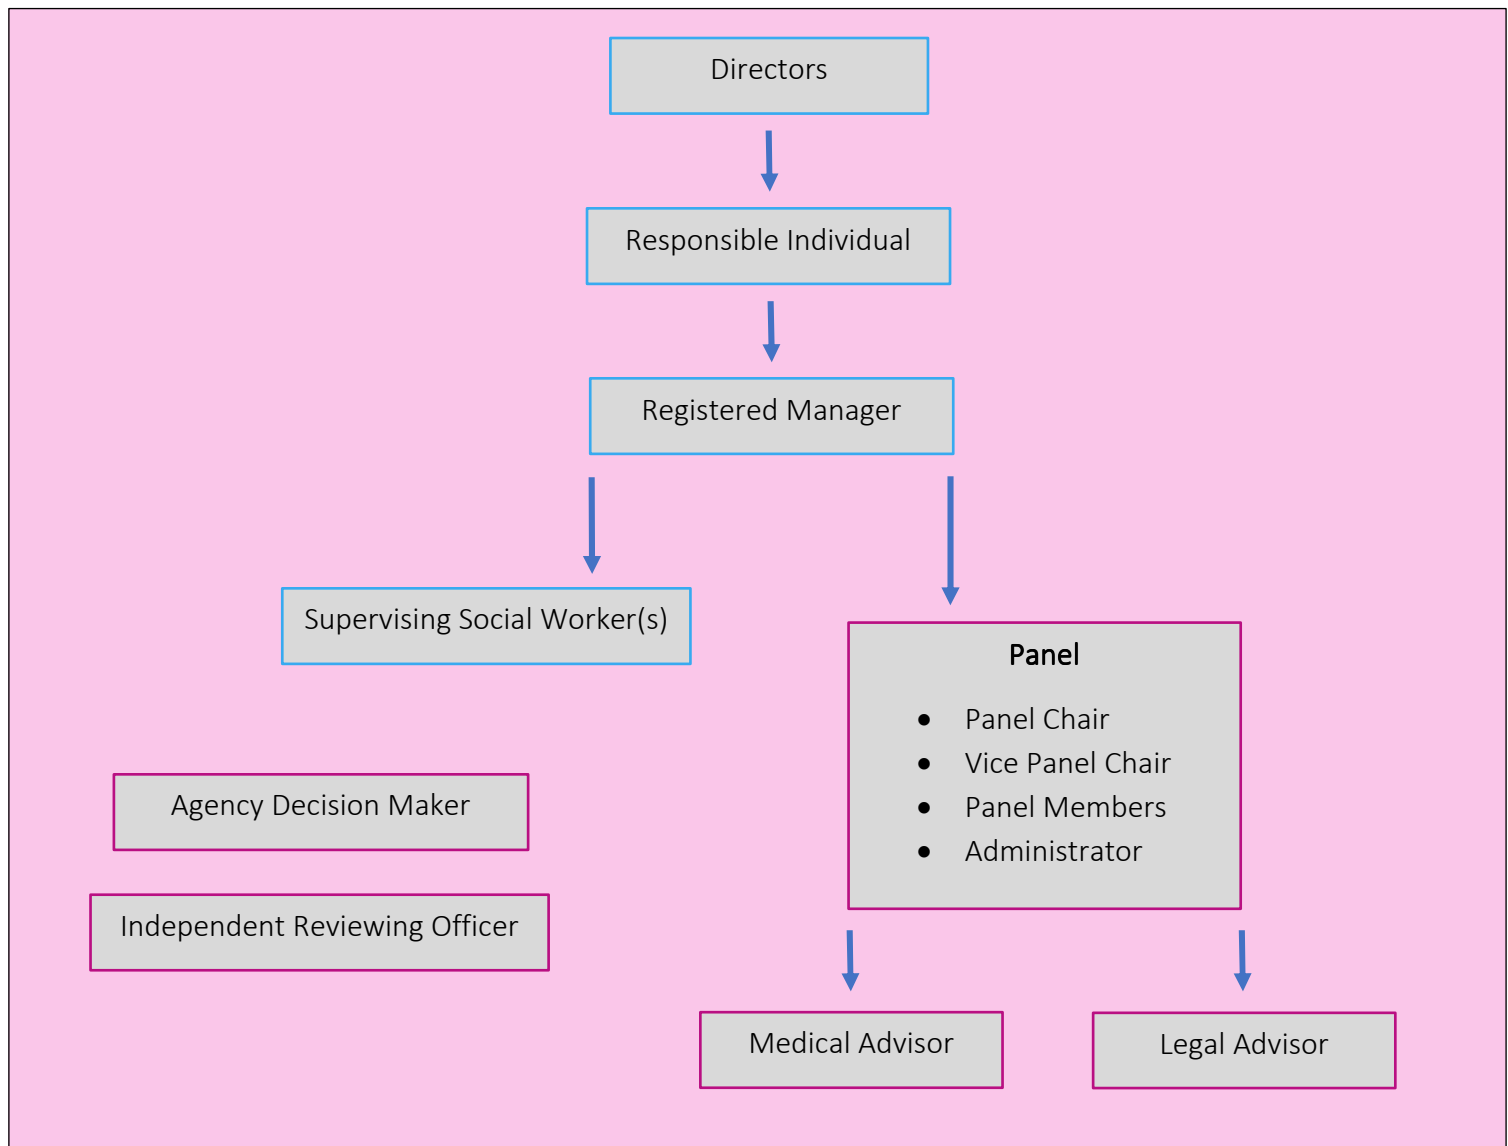 Directors
Responsible Individual
Registered Manager
Supervising Social Worker(s)
Panel
• Panel Chair
• Vice Panel Chair
• Panel Members
• Administrator
Agency Decision Maker
Independent Reviewing Officer
Medical Advisor
Legal Advisor